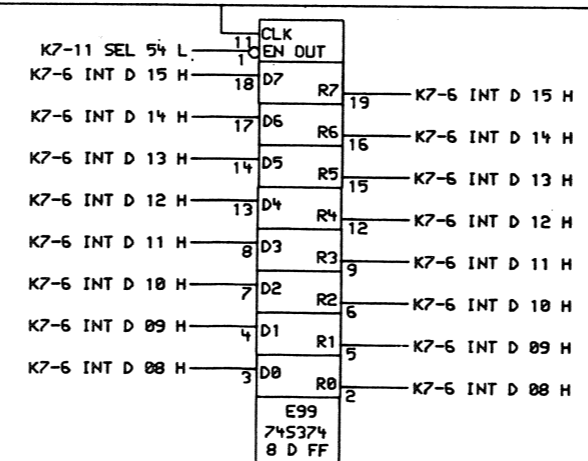 CLK
11
K7-11 SEL 54 L
1
EN OUT
K7-6 INT D 15 H
18
D7
R7
19
K7-6 INT D 15 H
K7-6 INT D 14 H
17
D6
R6
16
K7-6 INT D 14 H
K7-6 INT D 13 H
14
D5
R5
15
K7-6 INT D 13 H
K7-6 INT D 12 H
13
D4
R4
12
K7-6 INT D 12 H
K7-6 INT D 11 H
8
D3
R3
9
K7-6 INT D 11 H
K7-6 INT D 10 H
7
D2
R2
6
K7-6 INT D 10 H
K7-6 INT D 09 H
4
D1
R1
5
K7-6 INT D 09 H
K7-6 INT D 08 H
3
D0
R0
2
K7-6 INT D 08 H
E99
74S374
8 D FF